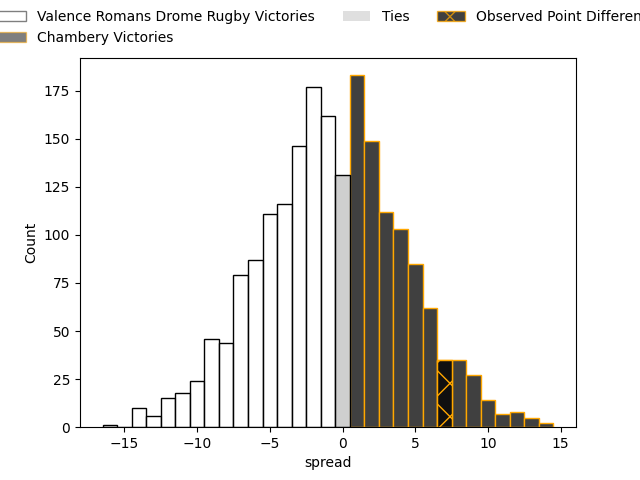 Valence Romans Drome Rugby Victories
Ties
Observed Point Differen
Chambery Victories
175
150
125
100
75
50
25
0
Count
−15
−10
−5
0
5
10
15
spread